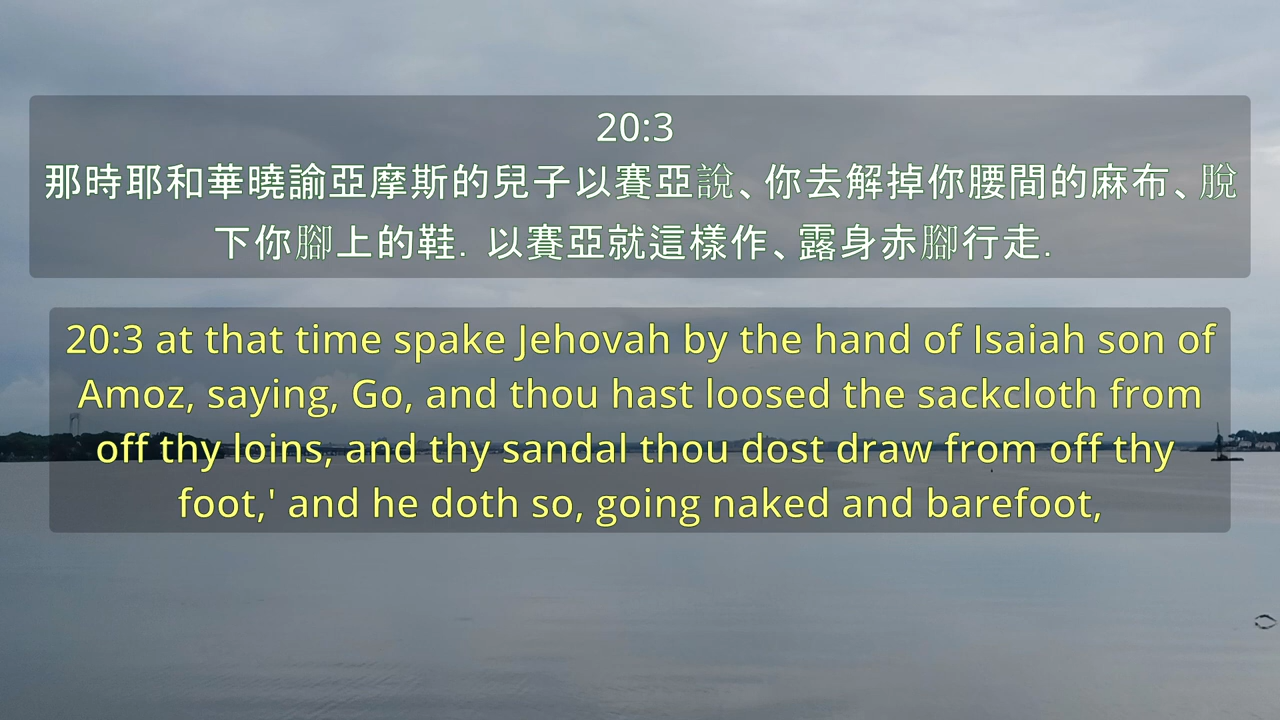 20:3
那時耶和華曉諭亞摩斯的兒子以賽亞說、你去解掉你腰間的麻布、脫
下你腳上的鞋. 以賽亞就這樣作、露身赤腳行走.
20:3 at that time spake Jehovah by the hand of Isaiah son of
Amoz, saying, Go, and thou hast loosed the sackcloth from
off thy loins, and thy sandal thou dost draw from off thy
foot,' and he doth so, going naked and barefoot,